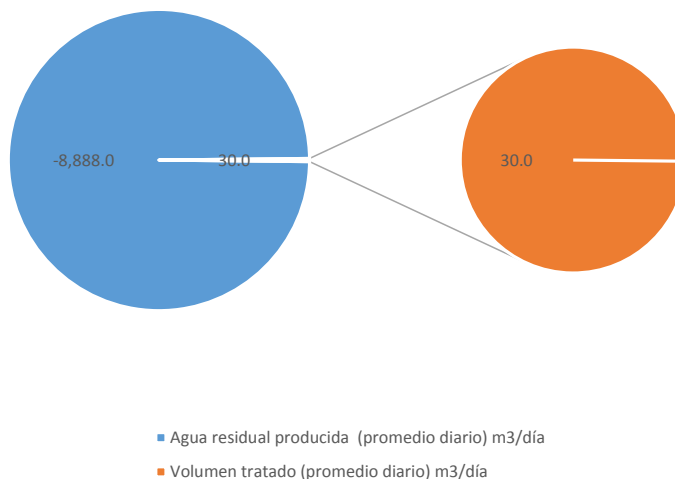 -8,888.0
30.0
30.0
Agua residual producida (promedio diario) m3/día
Volumen tratado (promedio diario) m3/día